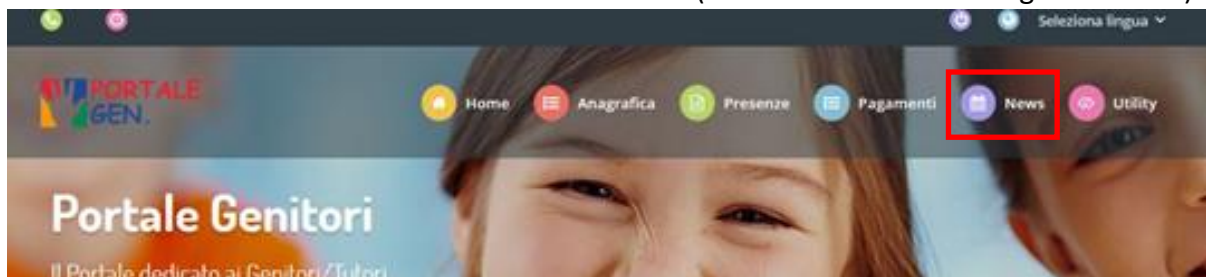 Seleziona lingua
PORTALE
GEN.
Home Anagrafica Presenze Pagamenti News Utility
Portale Genitori
Il Portale dedicato ai Genitori/Tutori